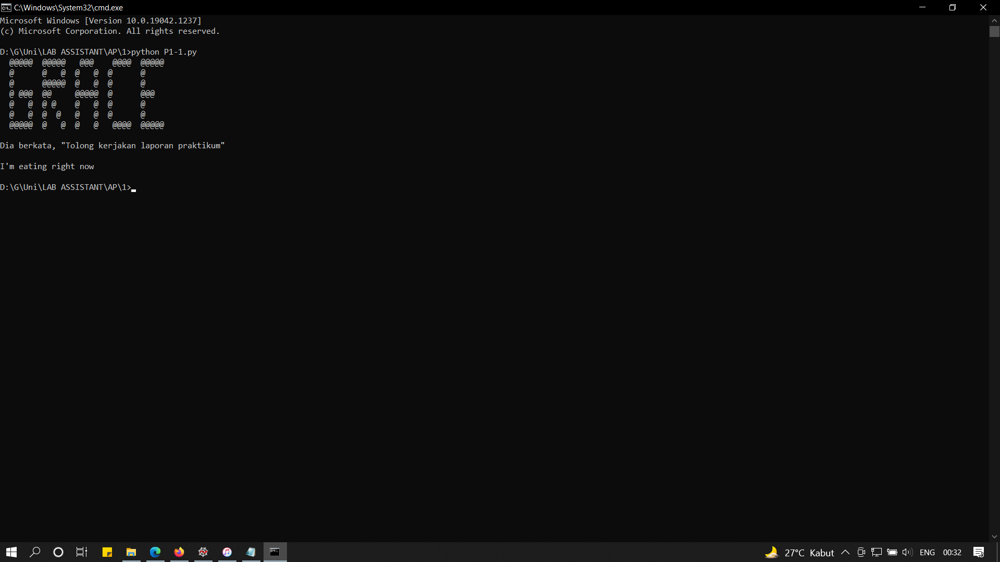 C:\Windows\System32\cmd.exe
Microsoft Windows [Version 10.0.19042.1237]
(c) Microsoft Corporation. All rights reserved.
D:\G\Uni\LAB ASSISTANT\AP\1>python P1-1.py
  @@@@@  @@@@@   @@@    @@@@  @@@@@
  @      @   @  @   @  @      @
  @      @@@@@  @   @  @      @
  @ @@@  @@     @@@@@  @      @@@
  @   @  @ @    @   @  @      @
  @   @  @  @   @   @  @      @
  @@@@@  @   @  @   @   @@@@  @@@@@
Dia berkata, "Tolong kerjakan laporan praktikum"
I'm eating right now
D:\G\Uni\LAB ASSISTANT\AP\1>
27°C Kabut ENG 00:32